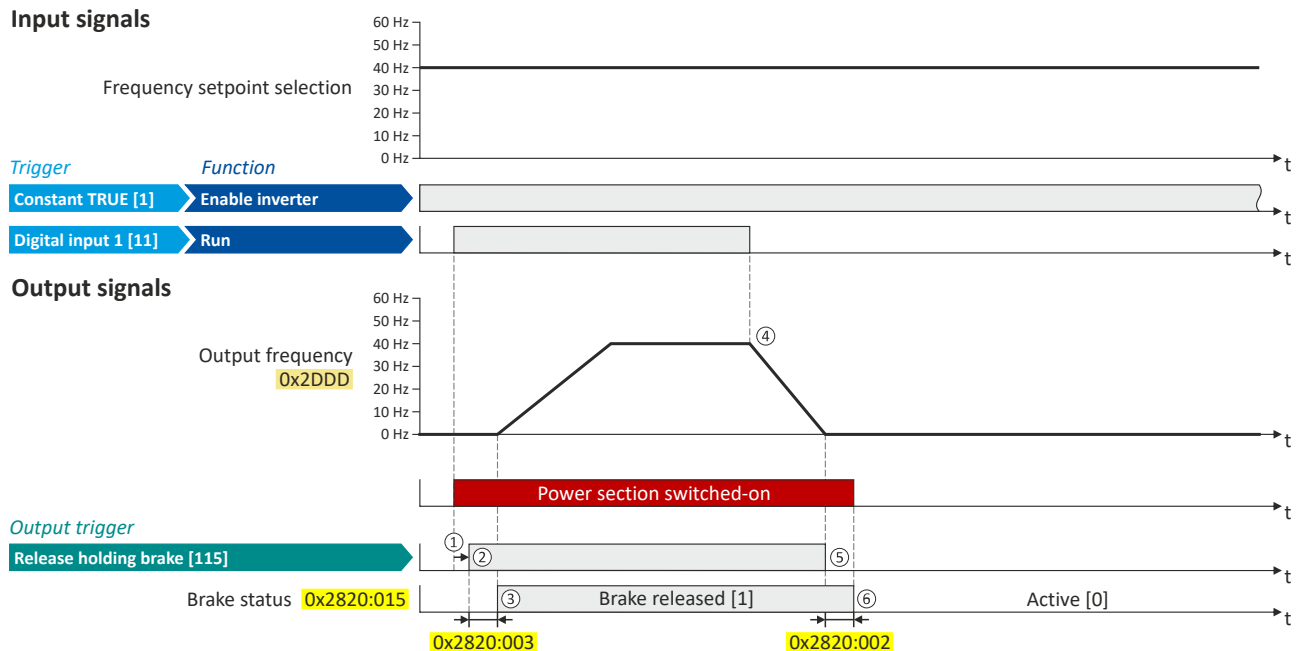 Input signals
60 Hz
50 Hz
40 Hz
30 Hz
20 Hz
10 Hz
0 Hz
Frequency setpoint selection
t
Trigger Function
Constant TRUE [1] Enable inverter
t
Digital input 1 [11] Run
t
Output signals
60 Hz
50 Hz
40 Hz
30 Hz
20 Hz
10 Hz
0 Hz
Output frequency
0x2DDD
④
t
Power section switched-on
t
Output trigger
Release holding brake [115] ① ② ⑤
t
Brake status 0x2820:015 ③ Brake released [1] ⑥ Active [0]
t
0x2820:003 0x2820:002